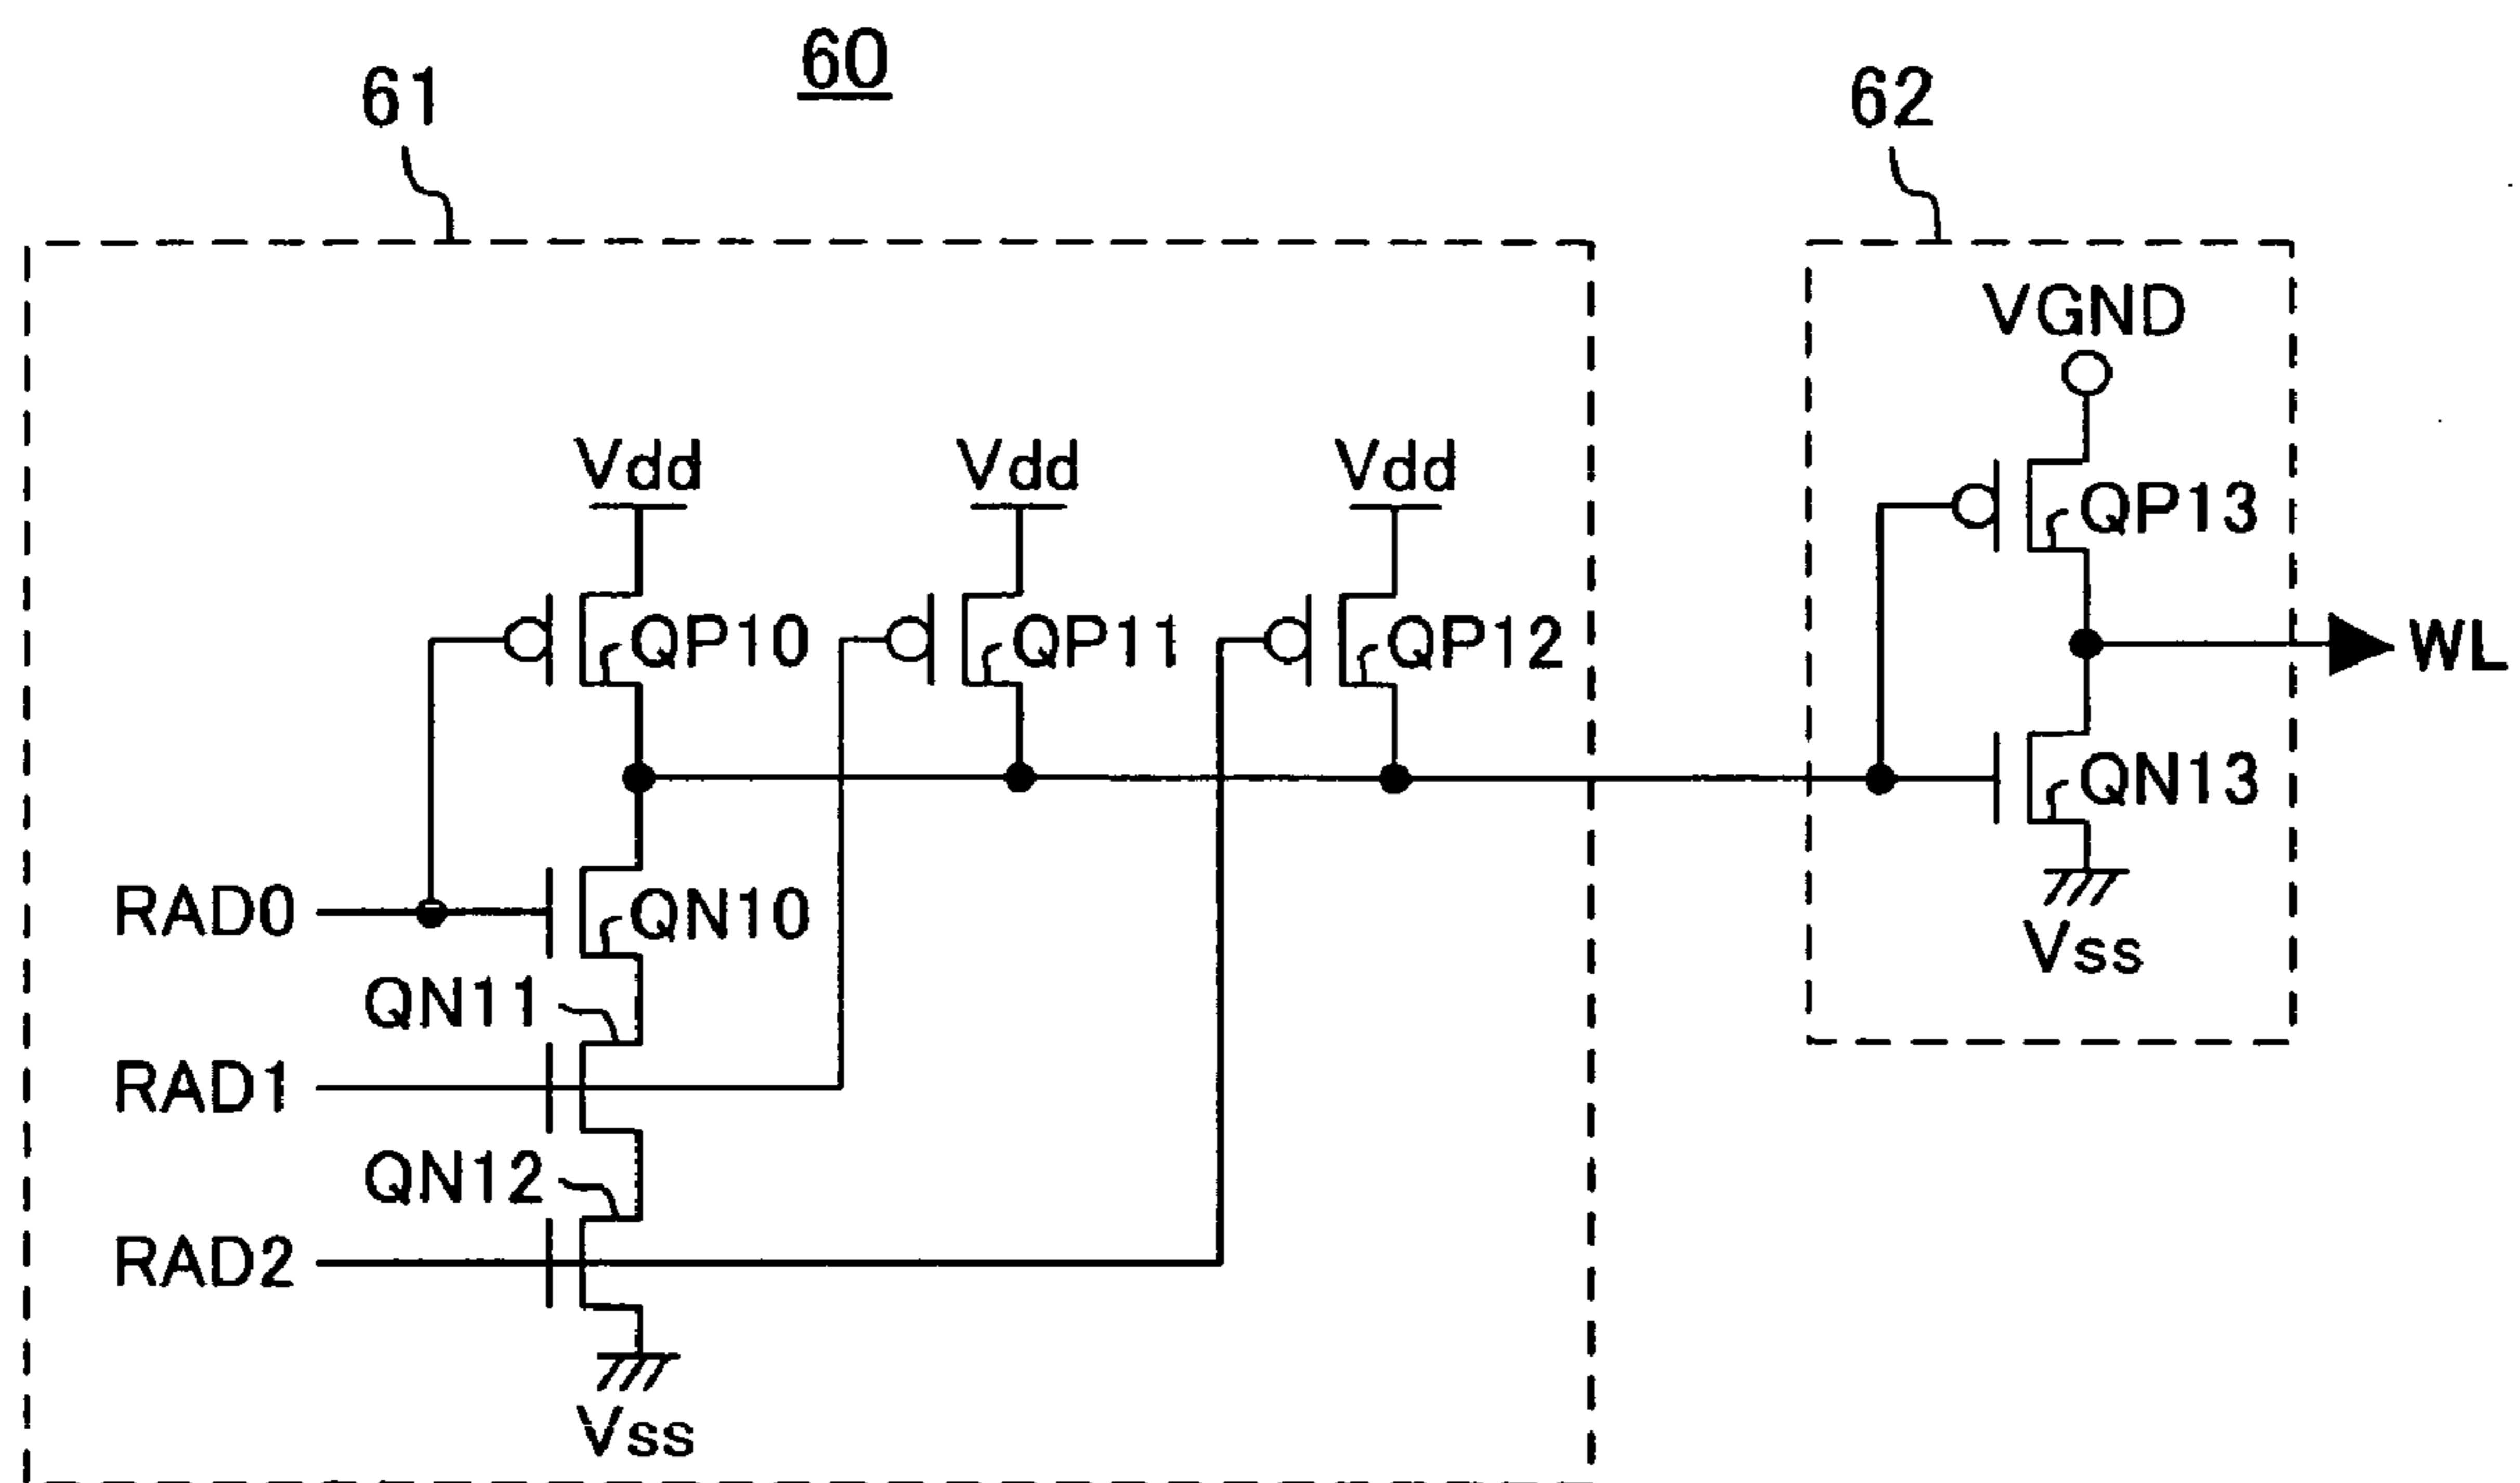 60
61
62
VGND
Vdd
Vdd
Vdd
QP13
QP10
QP11
QP12
WL
QN13
RAD0
QN10
Vss
QN11
RAD1
QN12
RAD2
Vss